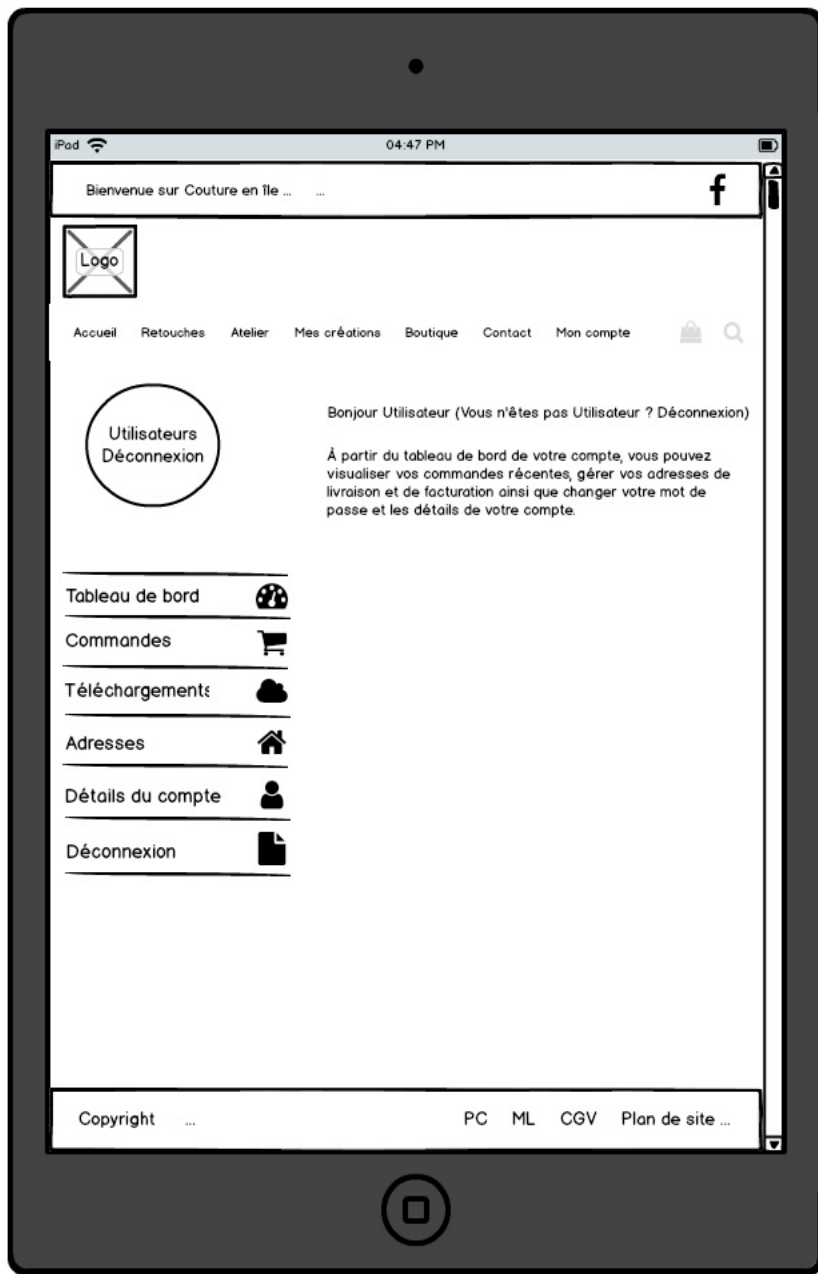 iPad 04:47 PM
Bienvenue sur Couture en île ... ...
Logo
Accueil Retouches Atelier Mes créations Boutique Contact Mon compte
Utilisateurs
Déconnexion
Bonjour Utilisateur (Vous n'êtes pas Utilisateur ? Déconnexion)
À partir du tableau de bord de votre compte, vous pouvez
visualiser vos commandes récentes, gérer vos adresses de
livraison et de facturation ainsi que changer votre mot de
passe et les détails de votre compte.
Tableau de bord
Commandes
Téléchargements
Adresses
Détails du compte
Déconnexion
Copyright ... PC ML CGV Plan de site ...